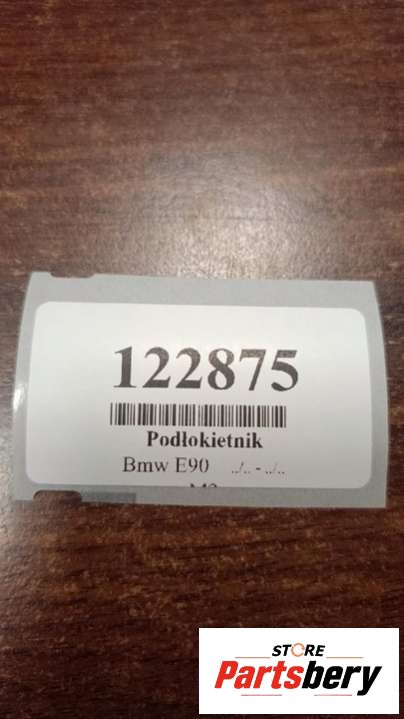 122875
Podłokietnik
Bmw E90 ../.. - ../..
STORE
Partsbery